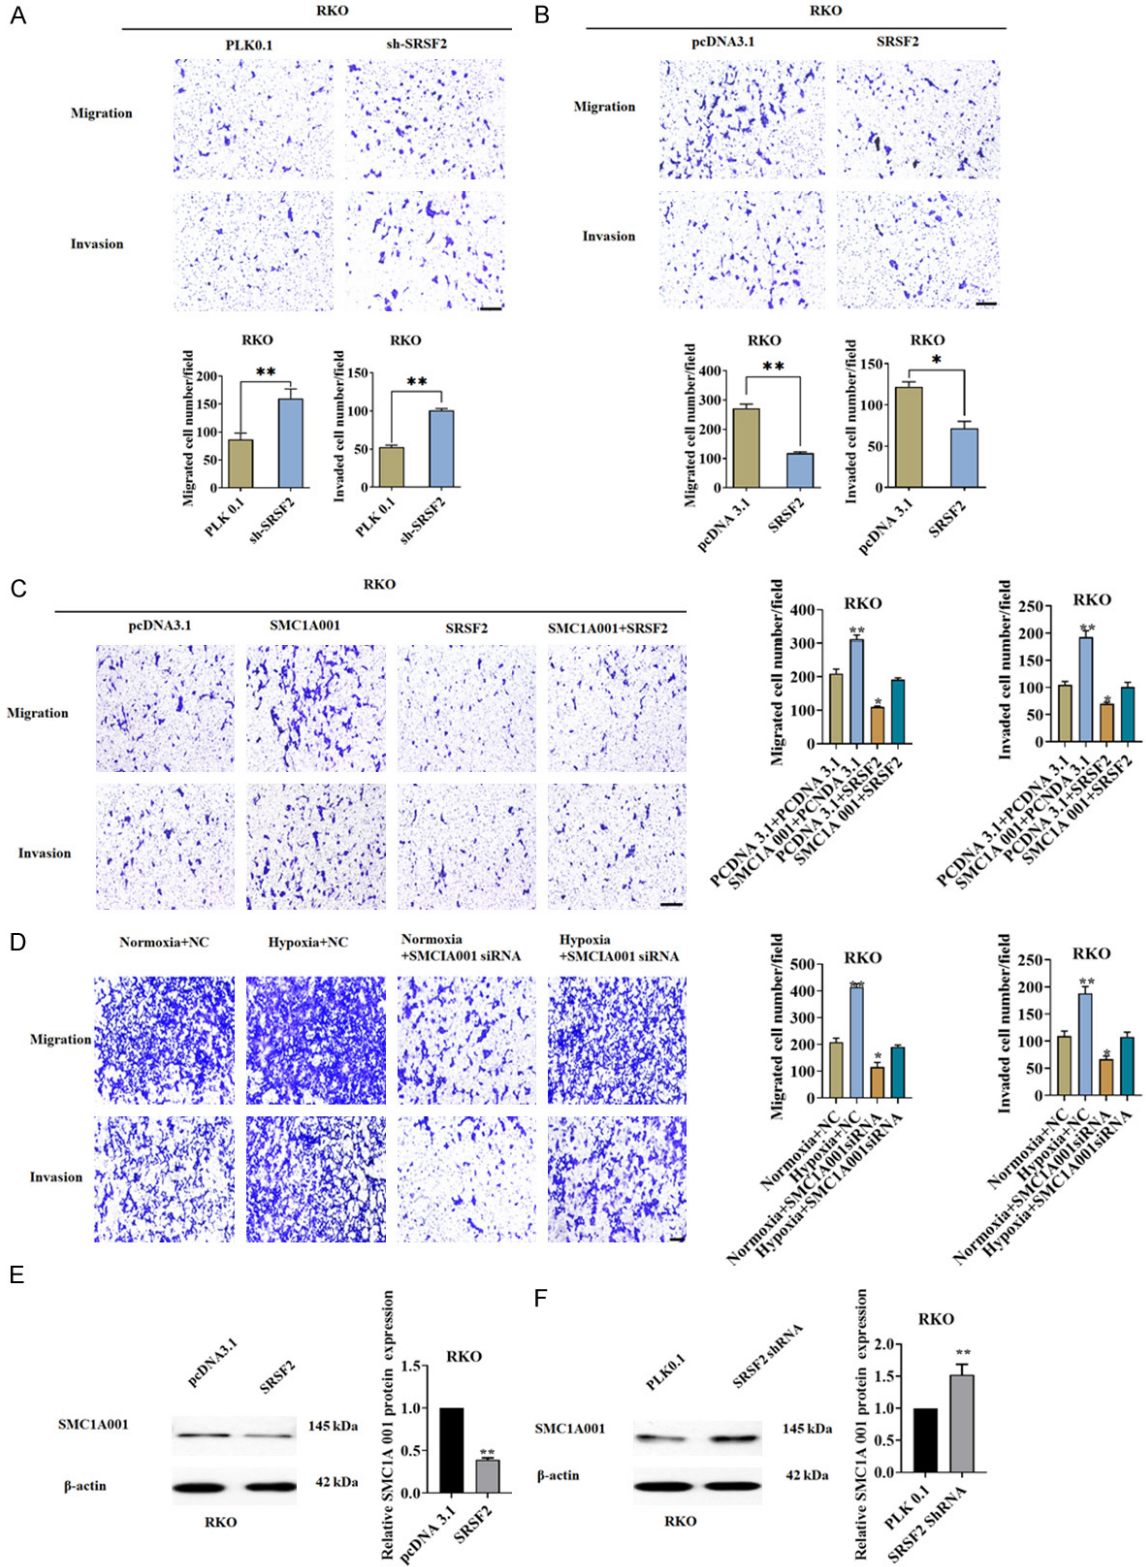 A
RKO
PLK0.1
sh-SRSF2
Migration
Invasion
RKO
Migrated cell number/field
200
150
100
50
0
**
PLK 0.1
sh-SRSF2
RKO
Invaded cell number/field
150
100
50
0
**
PLK 0.1
sh-SRSF2
B
RKO
pcDNA3.1
SRSF2
Migration
Invasion
RKO
Migrated cell number/field
400
300
200
100
0
**
pcDNA 3.1
SRSF2
RKO
Invaded cell number/field
150
100
50
0
*
pcDNA 3.1
SRSF2
C
RKO
pcDNA3.1
SMC1A001
SRSF2
SMC1A001+SRSF2
Migration
Invasion
RKO
Migrated cell number/field
400
300
200
100
0
**
*
PCDNA 3.1+PCDNA 3.1
SMC1A 001+PCNDA 3.1
PCDNA 3.1+SRSF2
SMC1A 001+SRSF2
RKO
Invaded cell number/field
250
200
150
100
50
0
**
*
PCDNA 3.1+PCDNA 3.1
SMC1A 001+PCNDA 3.1
PCDNA 3.1+SRSF2
SMC1A 001+SRSF2
D
Normoxia+NC
Hypoxia+NC
Normoxia
+SMCIA001 siRNA
Hypoxia
+SMCIA001 siRNA
Migration
Invasion
RKO
Migrated cell number/field
500
400
300
200
100
0
**
*
Normoxia+NC
Hypoxia+NC
Normoxia+SMC1A001siRNA
Hypoxia+SMC1A001siRNA
RKO
Invaded cell number/field
250
200
150
100
50
0
**
*
Normoxia+NC
Hypoxia+NC
Normoxia+SMC1A001siRNA
Hypoxia+SMC1A001siRNA
E
pcDNA3.1
SRSF2
SMC1A001
145 kDa
β-actin
42 kDa
RKO
Relative SMC1A 001 protein expression
RKO
1.5
1.0
0.5
0.0
**
pcDNA 3.1
SRSF2
F
PLK0.1
SRSF2 shRNA
SMC1A001
145 kDa
β-actin
42 kDa
RKO
Relative SMC1A 001 protein expression
RKO
2.0
1.5
1.0
0.5
0.0
**
PLK 0.1
SRSF2 ShRNA